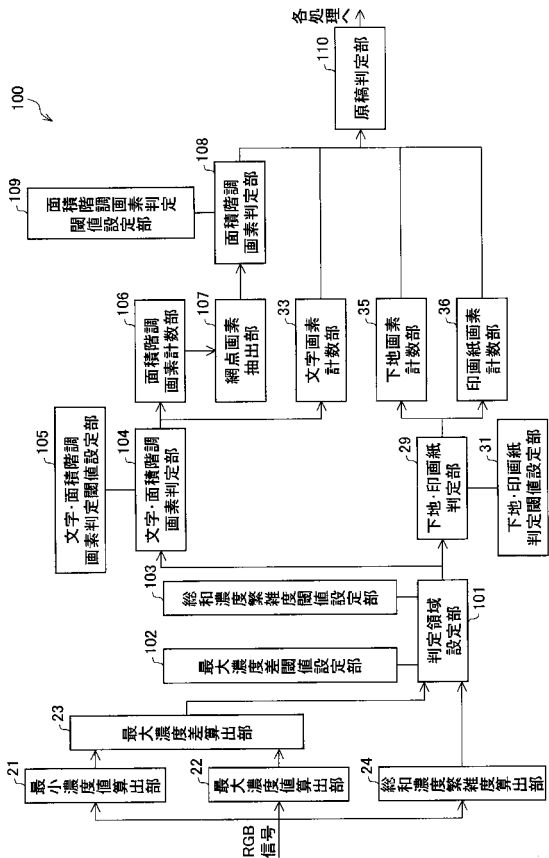 100
RGB
信号
21
最小濃度値算出部
22
最大濃度値算出部
23
最大濃度差算出部
24
総和濃度繁雑度算出部
102
最大濃度差閾値設定部
103
総和濃度繁雑度閾値設定部
判定領域
設定部
101
105
文字・面積階調
画素判定閾値設定部
104
文字・面積階調
画素判定部
29
下地・印画紙
判定部
31
下地・印画紙
判定閾値設定部
106
面積階調
画素計数部
107
網点画素
抽出部
33
文字画素
計数部
35
下地画素
計数部
36
印画紙画素
計数部
109
面積階調画素判定
閾値設定部
108
面積階調
画素判定部
110
原稿判定部
各処理へ